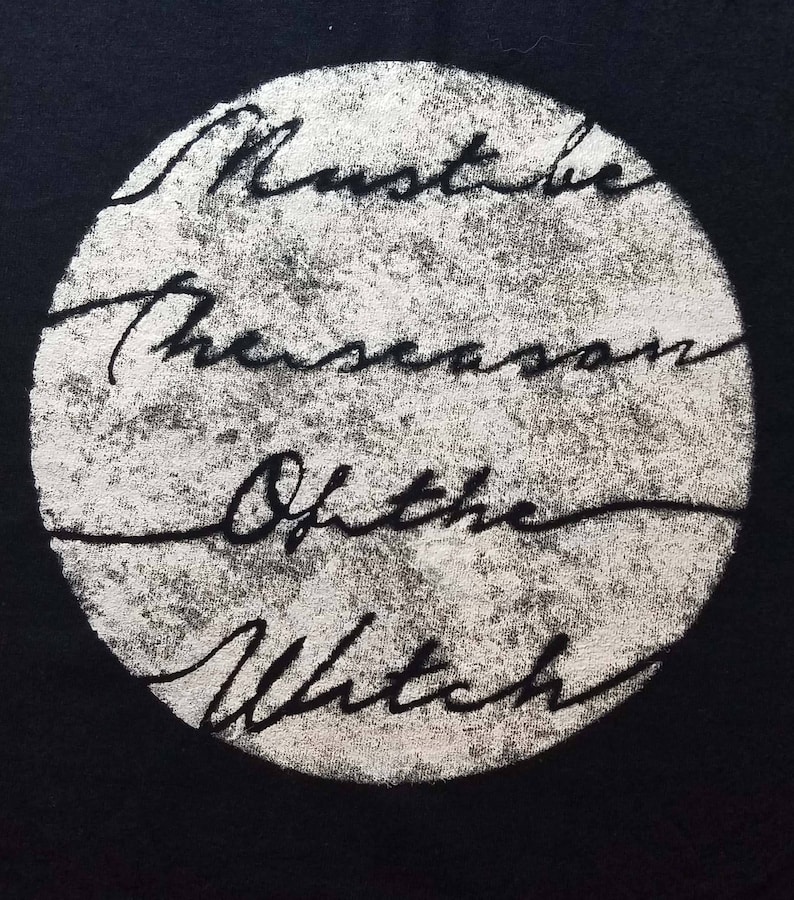 Must be
The season
Of the
Witch